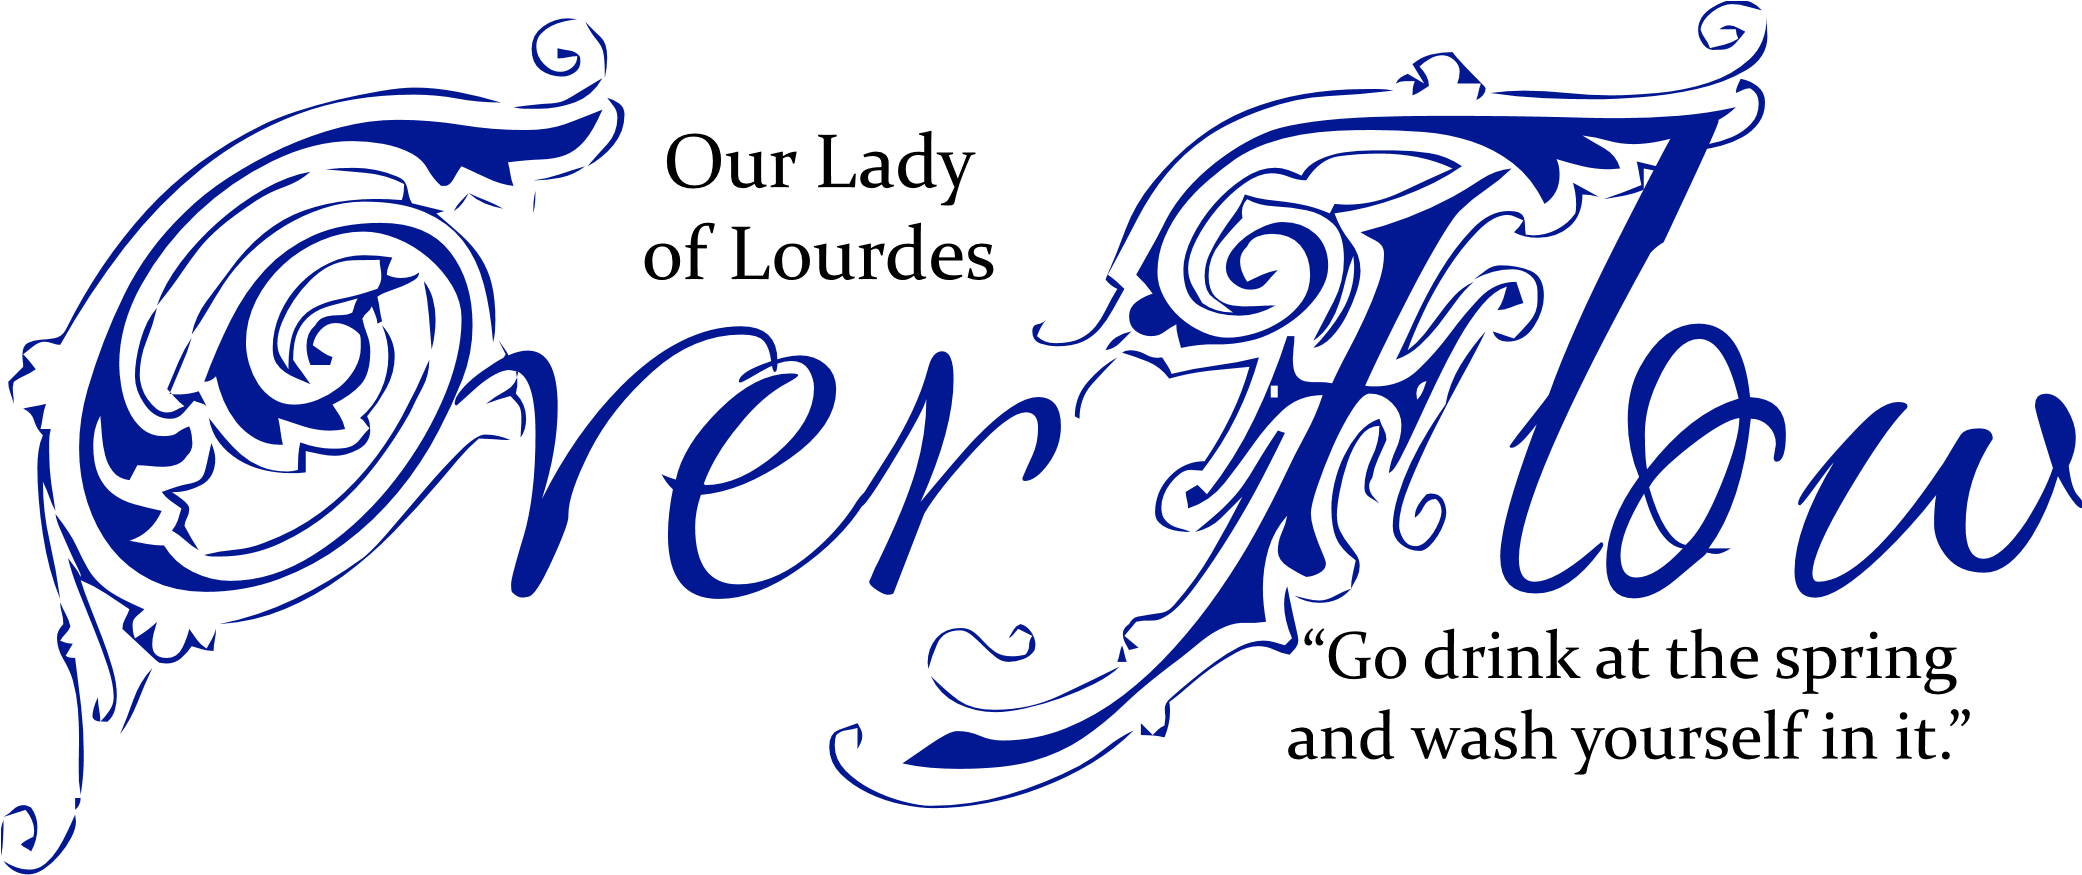 Our Lady
of Lourdes
OverFlow
“Go drink at the spring
and wash yourself in it.”